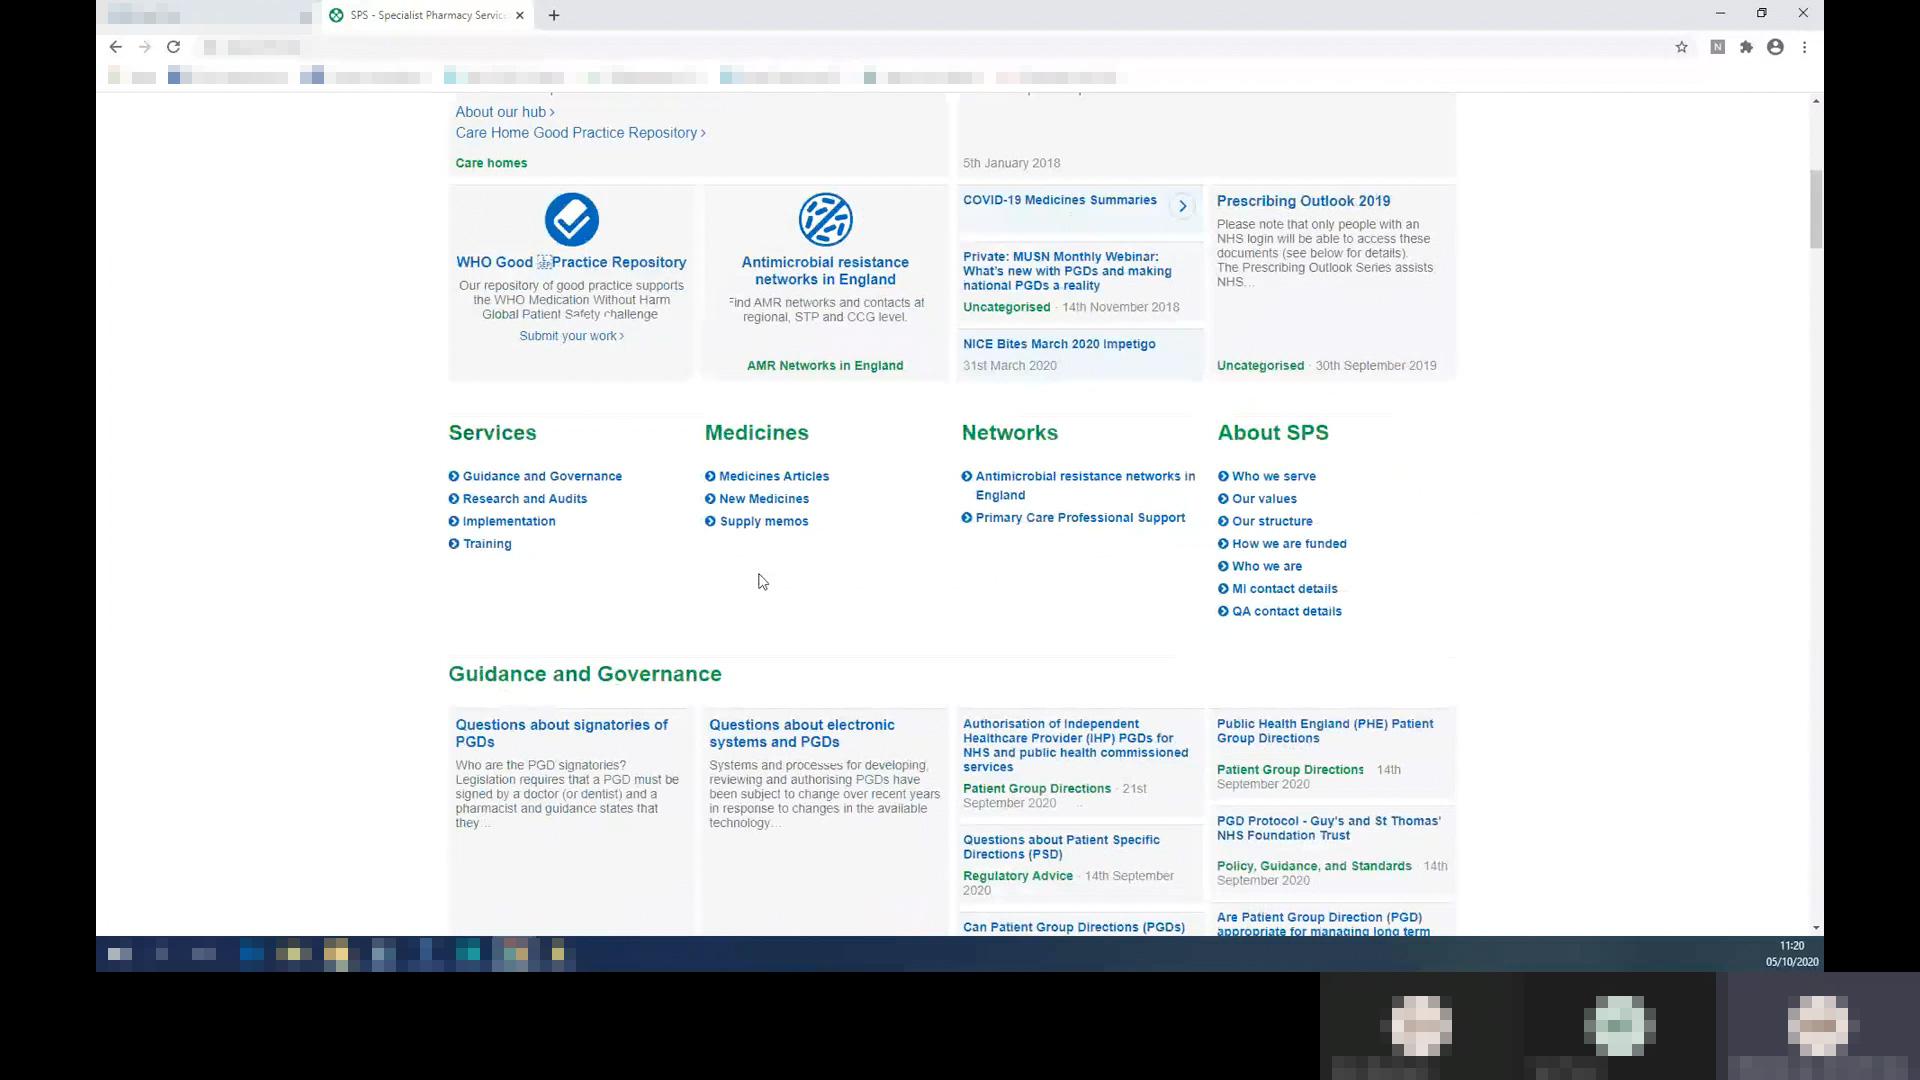 SPS - Specialist Pharmacy Servic
About our hub
Care Home Good Practice Repository
Care homes
5th January 2018
WHO Good Practice Repository
Our repository of good practice supports
the WHO Medication Without Harm
Global Patient Safety challenge
Submit your work
Antimicrobial resistance
networks in England
Find AMR networks and contacts at
regional, STP and CCG level.
AMR Networks in England
COVID-19 Medicines Summaries
Private: MUSN Monthly Webinar:
What's new with PGDs and making
national PGDs a reality
Uncategorised · 14th November 2018
NICE Bites March 2020 Impetigo
31st March 2020
Prescribing Outlook 2019
Please note that only people with an
NHS login will be able to access these
documents (see below for details).
The Prescribing Outlook Series assists
NHS...
Uncategorised · 30th September 2019
Services
Guidance and Governance
Research and Audits
Implementation
Training
Medicines
Medicines Articles
New Medicines
Supply memos
Networks
Antimicrobial resistance networks in
England
Primary Care Professional Support
About SPS
Who we serve
Our values
Our structure
How we are funded
Who we are
MI contact details
QA contact details
Guidance and Governance
Questions about signatories of
PGDs
Who are the PGD signatories?
Legislation requires that a PGD must be
signed by a doctor (or dentist) and a
pharmacist and guidance states that
they...
Questions about electronic
systems and PGDs
Systems and processes for developing,
reviewing and authorising PGDs have
been subject to change over recent years
in response to changes in the available
technology...
Authorisation of Independent
Healthcare Provider (IHP) PGDs for
NHS and public health commissioned
services
Patient Group Directions · 21st
September 2020
Questions about Patient Specific
Directions (PSD)
Regulatory Advice · 14th September
2020
Can Patient Group Directions (PGDs)
Public Health England (PHE) Patient
Group Directions
Patient Group Directions 14th
September 2020
PGD Protocol - Guy's and St Thomas'
NHS Foundation Trust
Policy, Guidance, and Standards · 14th
September 2020
Are Patient Group Direction (PGD)
appropriate for managing long term
11:20
05/10/2020